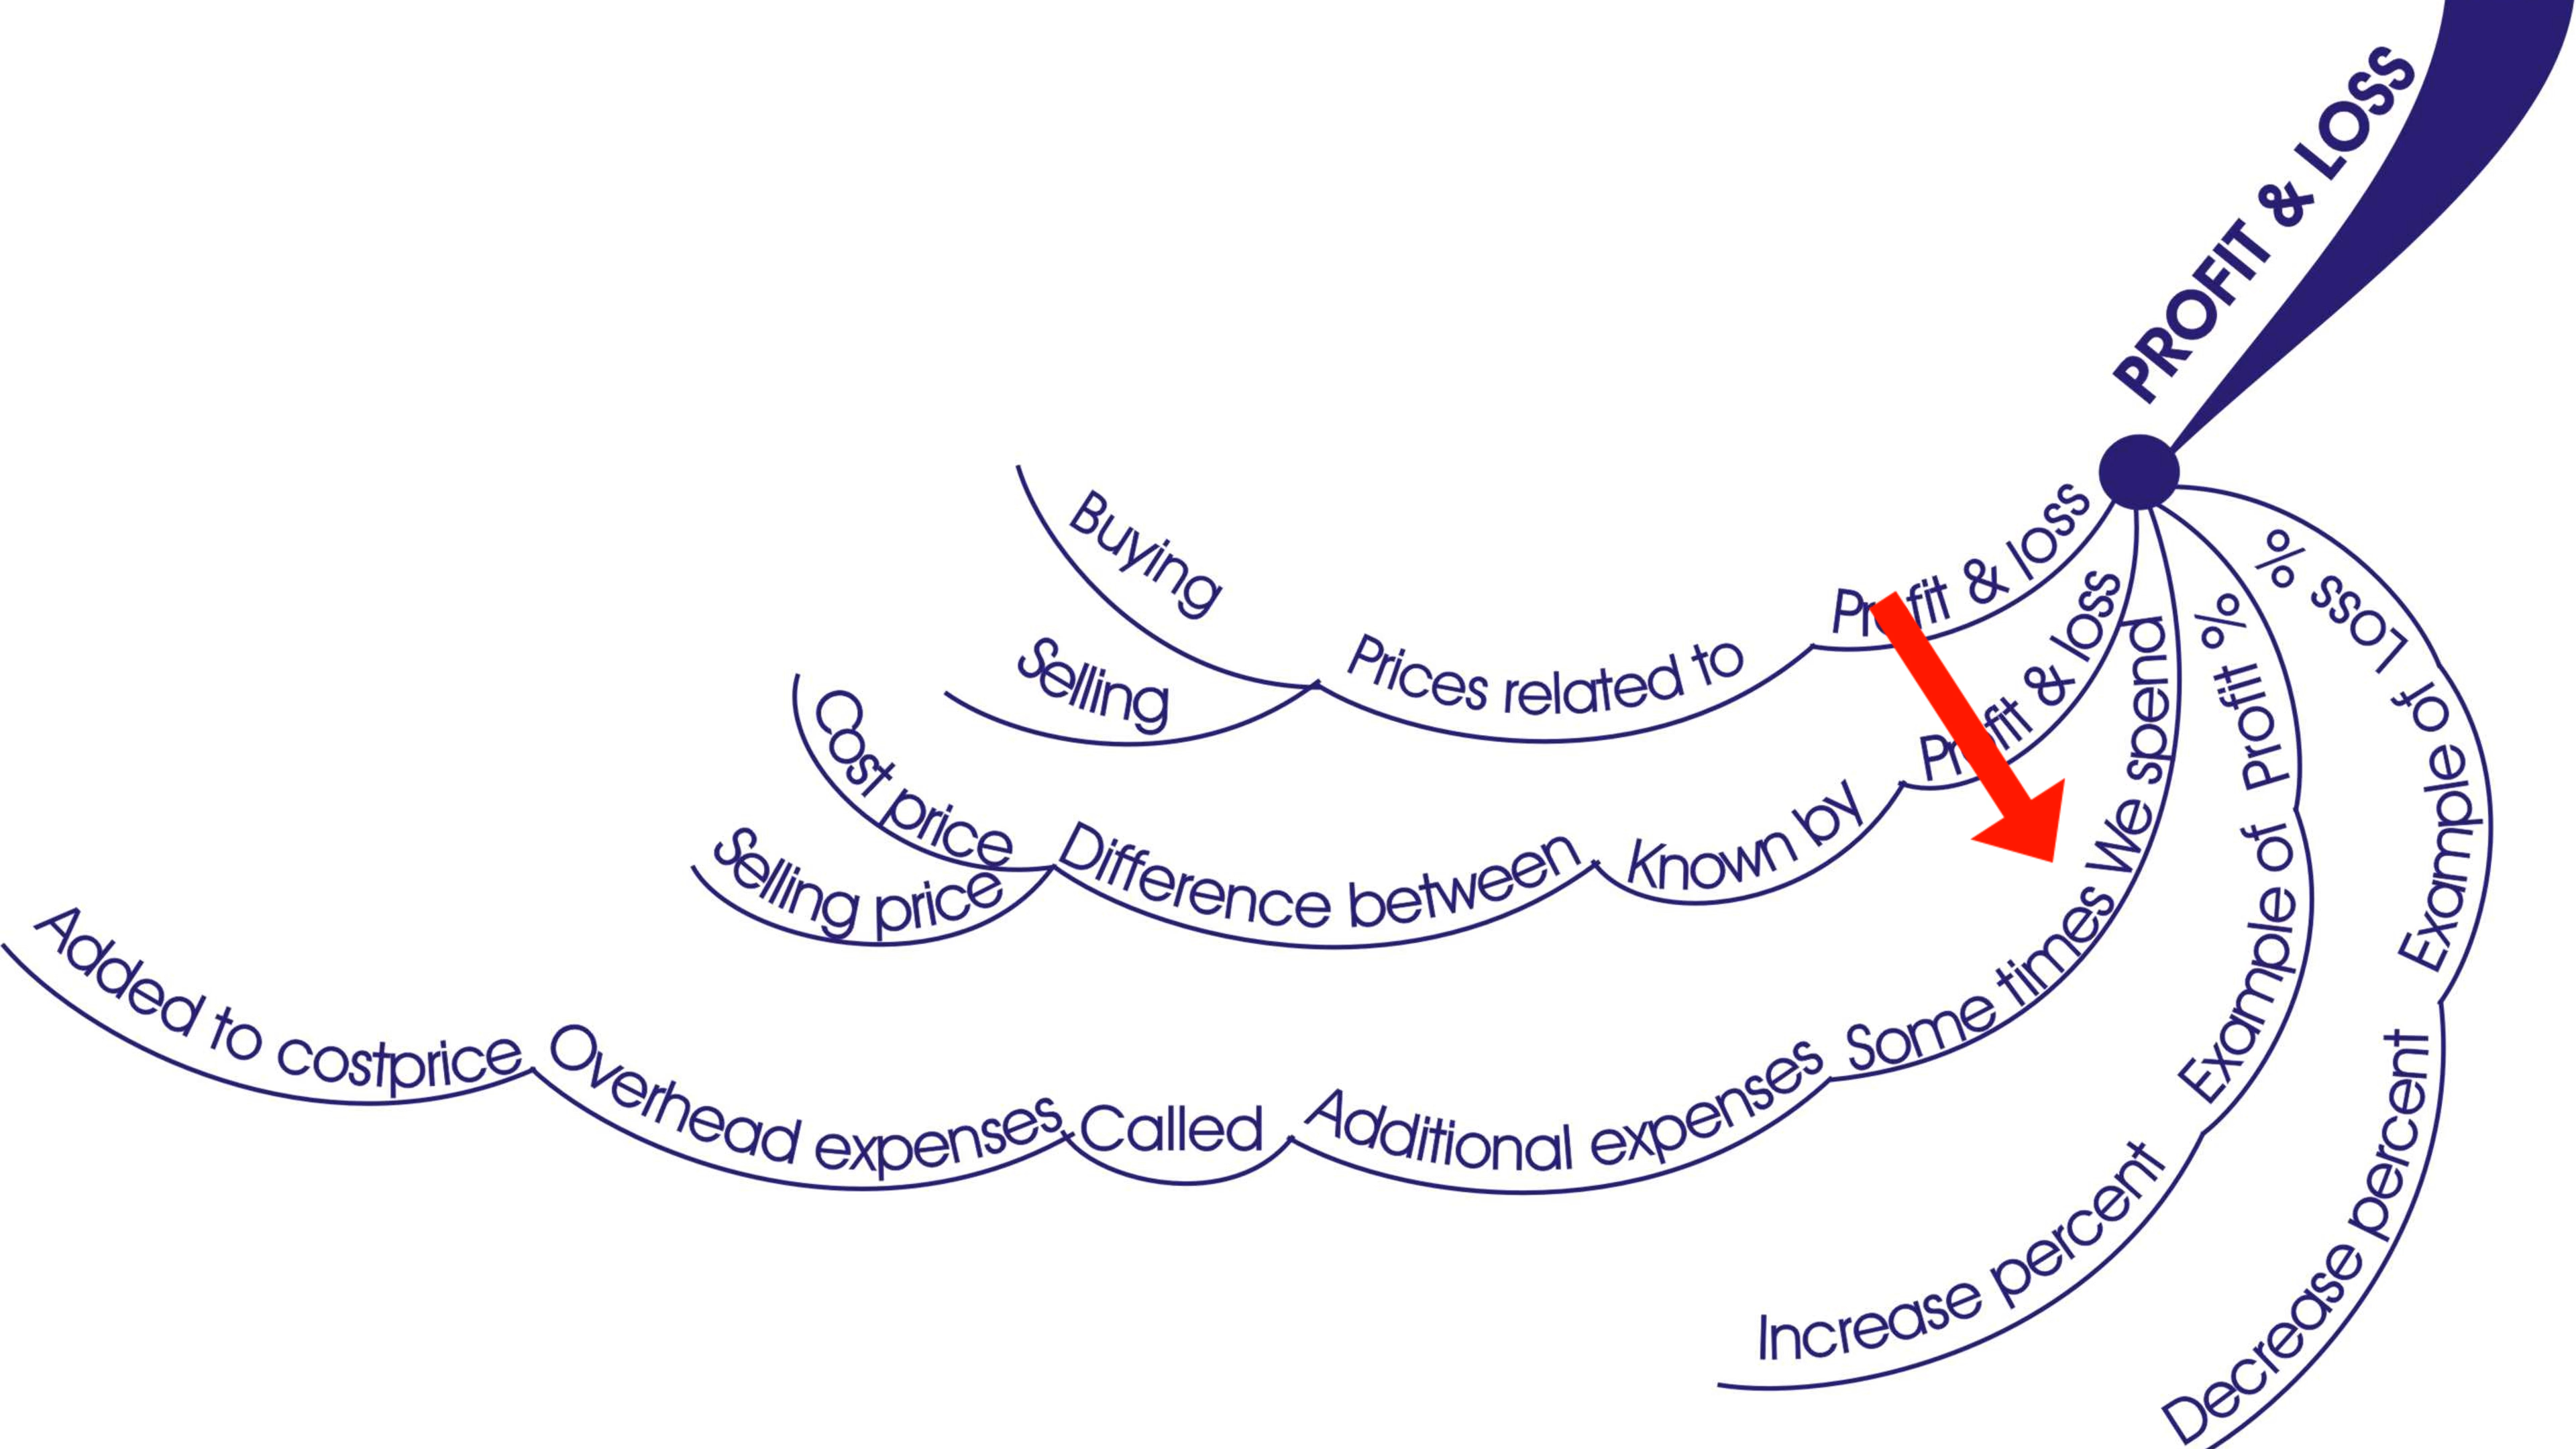 PROFIT & LOSS
Profit & loss
Prices related to
Buying
Selling
Profit & loss
Known by
Difference between
Cost price
Selling price
Some times We spend
Additional expenses
Called
Overhead expenses
Added to costprice
Profit %
Example of
Increase percent
Loss %
Example of
Decrease percent